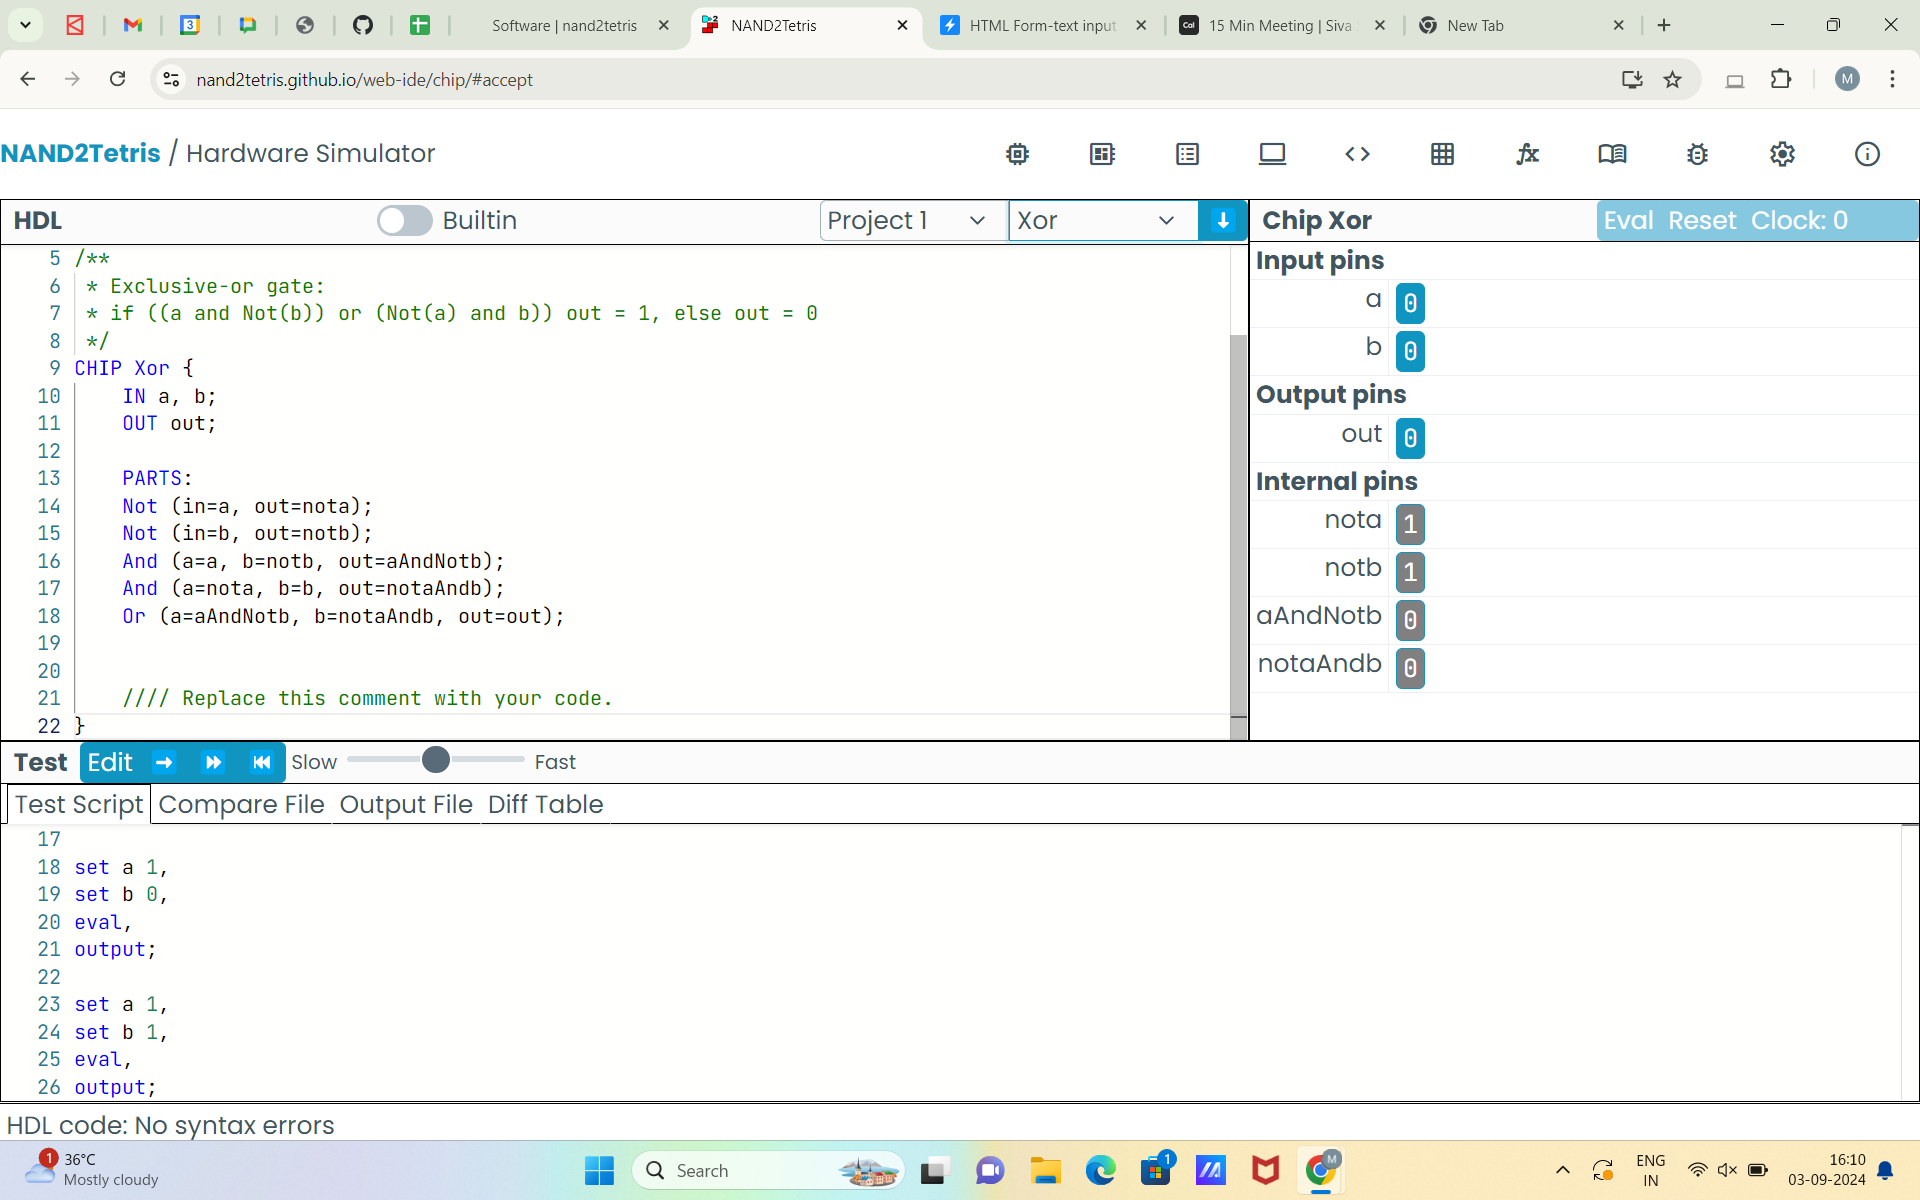 Software | nand2tetris
NAND2Tetris
HTML Form-text input
Cal
15 Min Meeting | Siva
New Tab
nand2tetris.github.io/web-ide/chip/#accept
M
NAND2Tetris / Hardware Simulator
HDL
Builtin
Project 1
Xor
Chip Xor
Eval Reset Clock: 0
5 /**
6 * Exclusive-or gate:
7 * if ((a and Not(b)) or (Not(a) and b)) out = 1, else out = 0
8 */
9 CHIP Xor {
10 IN a, b;
11 OUT out;
12
13 PARTS:
14 Not (in=a, out=nota);
15 Not (in=b, out=notb);
16 And (a=a, b=notb, out=aAndNotb);
17 And (a=nota, b=b, out=notaAndb);
18 Or (a=aAndNotb, b=notaAndb, out=out);
19
20
21 //// Replace this comment with your code.
22 }
Input pins
a 0
b 0
Output pins
out 0
Internal pins
nota 1
notb 1
aAndNotb 0
notaAndb 0
Test Edit Slow Fast
Test Script Compare File Output File Diff Table
17
18 set a 1,
19 set b 0,
20 eval,
21 output;
22
23 set a 1,
24 set b 1,
25 eval,
26 output;
HDL code: No syntax errors
1
36°C
Mostly cloudy
Search
1
M
ENG
IN
16:10
03-09-2024